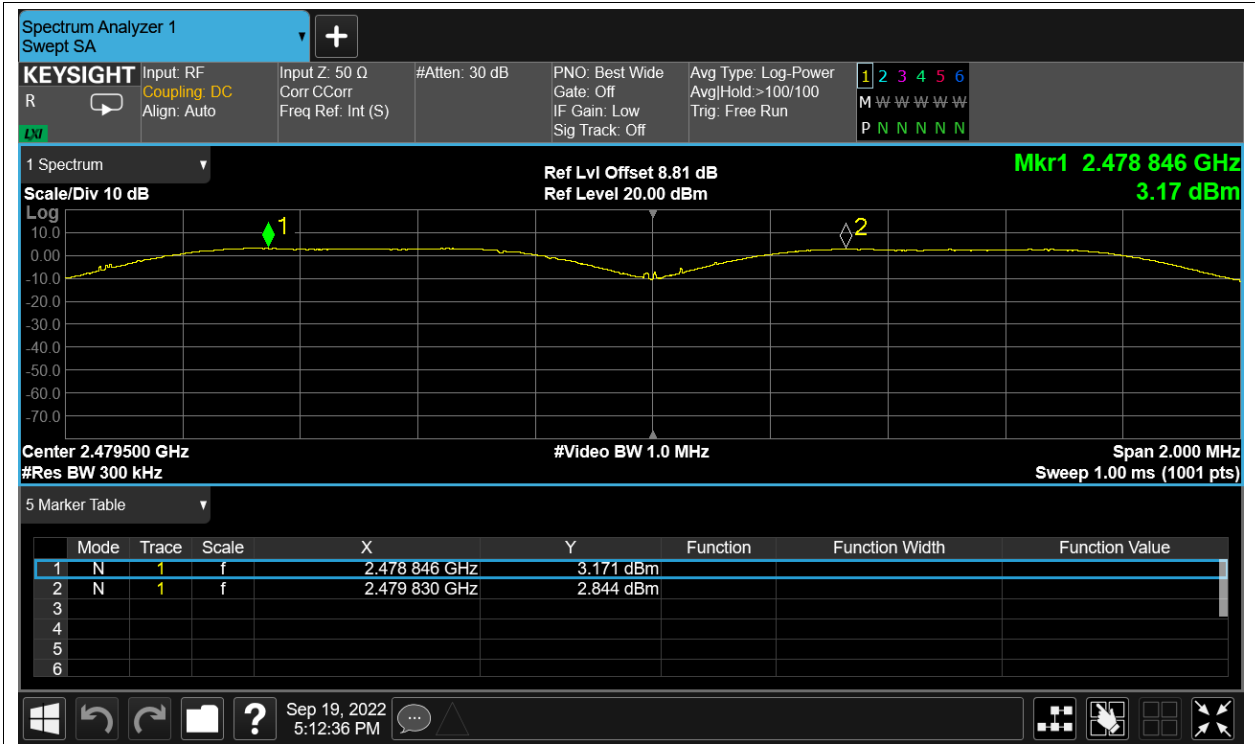 Spectrum Analyzer 1
Swept SA
+
KEYSIGHT
R
LXI
Input: RF
Coupling: DC
Align: Auto
Input Z: 50 Ω
Corr CCorr
Freq Ref: Int (S)
#Atten: 30 dB
PNO: Best Wide
Gate: Off
IF Gain: Low
Sig Track: Off
Avg Type: Log-Power
Avg|Hold:>100/100
Trig: Free Run
1 2 3 4 5 6
M W W W W W
P N N N N N
1 Spectrum
Scale/Div 10 dB
Ref Lvl Offset 8.81 dB
Ref Level 20.00 dBm
Mkr1 2.478 846 GHz
3.17 dBm
Log
10.0
0.00
-10.0
-20.0
-30.0
-40.0
-50.0
-60.0
-70.0
1
2
Center 2.479500 GHz
#Res BW 300 kHz
#Video BW 1.0 MHz
Span 2.000 MHz
Sweep 1.00 ms (1001 pts)
5 Marker Table
Mode Trace Scale X Y Function Function Width Function Value
1 N 1 f 2.478 846 GHz 3.171 dBm
2 N 1 f 2.479 830 GHz 2.844 dBm
3
4
5
6
?
Sep 19, 2022
5:12:36 PM